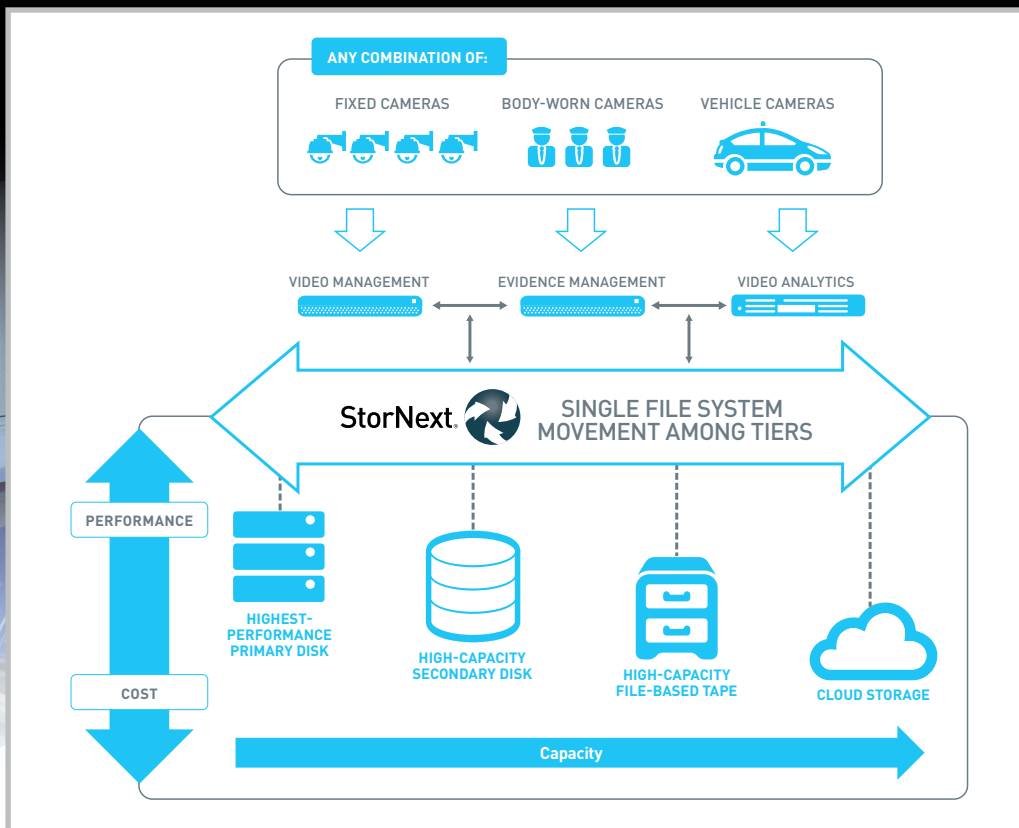 ANY COMBINATION OF:
FIXED CAMERAS
BODY-WORN CAMERAS
VEHICLE CAMERAS
VIDEO MANAGEMENT
EVIDENCE MANAGEMENT
VIDEO ANALYTICS
StorNext.
SINGLE FILE SYSTEM
MOVEMENT AMONG TIERS
PERFORMANCE
COST
HIGHEST-
PERFORMANCE
PRIMARY DISK
HIGH-CAPACITY
SECONDARY DISK
HIGH-CAPACITY
FILE-BASED TAPE
CLOUD STORAGE
Capacity